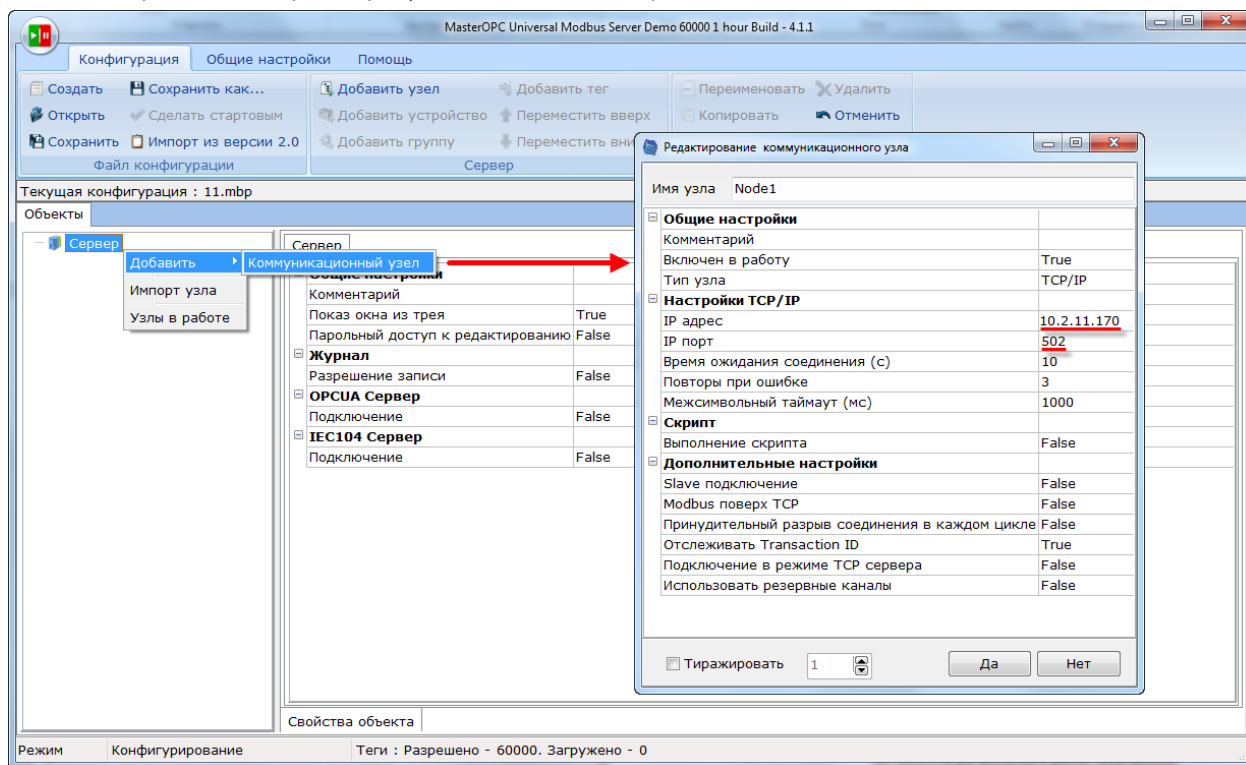 MasterOPC Universal Modbus Server Demo 60000 1 hour Build - 4.1.1
Конфигурация Общие настройки Помощь
Создать Сохранить как... Добавить узел Добавить тег Переименовать Удалить
Открыть Сделать стартовым Добавить устройство Переместить вверх Копировать Отменить
Сохранить Импорт из версии 2.0 Добавить группу Переместить вни
Файл конфигурации Сервер
Текущая конфигурация : 11.mbp
Объекты
Сервер
Добавить Коммуникационный узел
Импорт узла
Узлы в работе
Сервер
Общие настройки
Комментарий
Показ окна из трея True
Парольный доступ к редактированию False
Журнал
Разрешение записи False
OPCUA Сервер
Подключение False
IEC104 Сервер
Подключение False
Свойства объекта
Редактирование коммуникационного узла
Имя узла Node1
Общие настройки
Комментарий
Включен в работу True
Тип узла TCP/IP
Настройки TCP/IP
IP адрес 10.2.11.170
IP порт 502
Время ожидания соединения (с) 10
Повторы при ошибке 3
Межсимвольный таймаут (мс) 1000
Скрипт
Выполнение скрипта False
Дополнительные настройки
Slave подключение False
Modbus поверх TCP False
Принудительный разрыв соединения в каждом цикле False
Отслеживать Transaction ID True
Подключение в режиме TCP сервера False
Использовать резервные каналы False
Тиражировать 1 Да Нет
Режим Конфигурирование Теги : Разрешено - 60000. Загружено - 0